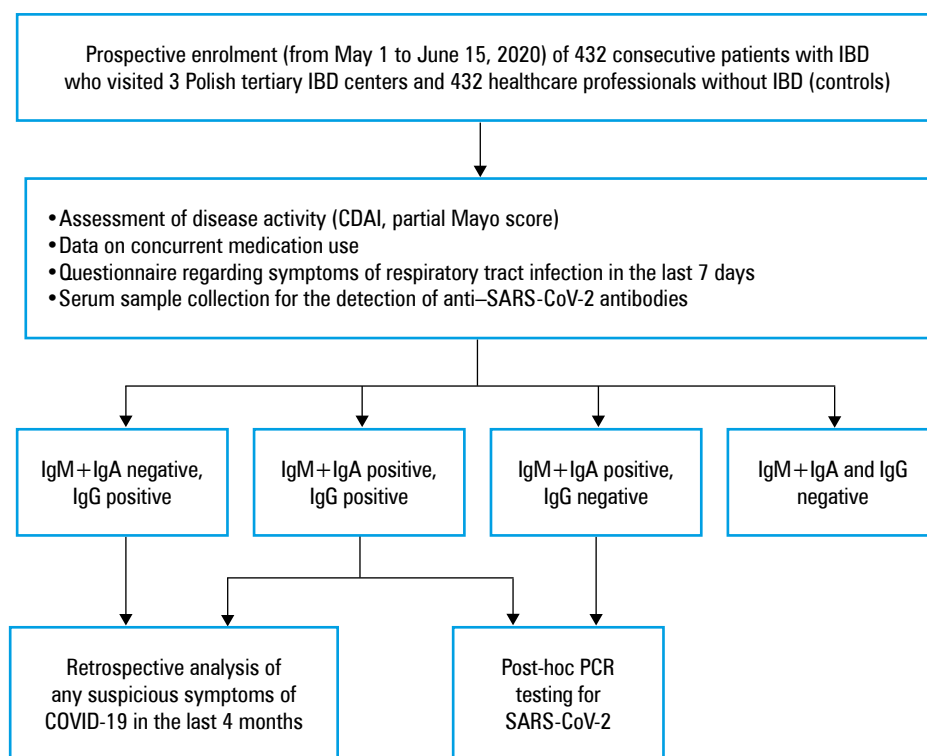 Prospective enrolment (from May 1 to June 15, 2020) of 432 consecutive patients with IBD
who visited 3 Polish tertiary IBD centers and 432 healthcare professionals without IBD (controls)
•Assessment of disease activity (CDAI, partial Mayo score)
•Data on concurrent medication use
•Questionnaire regarding symptoms of respiratory tract infection in the last 7 days
•Serum sample collection for the detection of anti–SARS-CoV-2 antibodies
IgM+IgA negative,
IgG positive
IgM+IgA positive,
IgG positive
IgM+IgA positive,
IgG negative
IgM+IgA and IgG
negative
Retrospective analysis of
any suspicious symptoms of
COVID-19 in the last 4 months
Post-hoc PCR
testing for
SARS-CoV-2